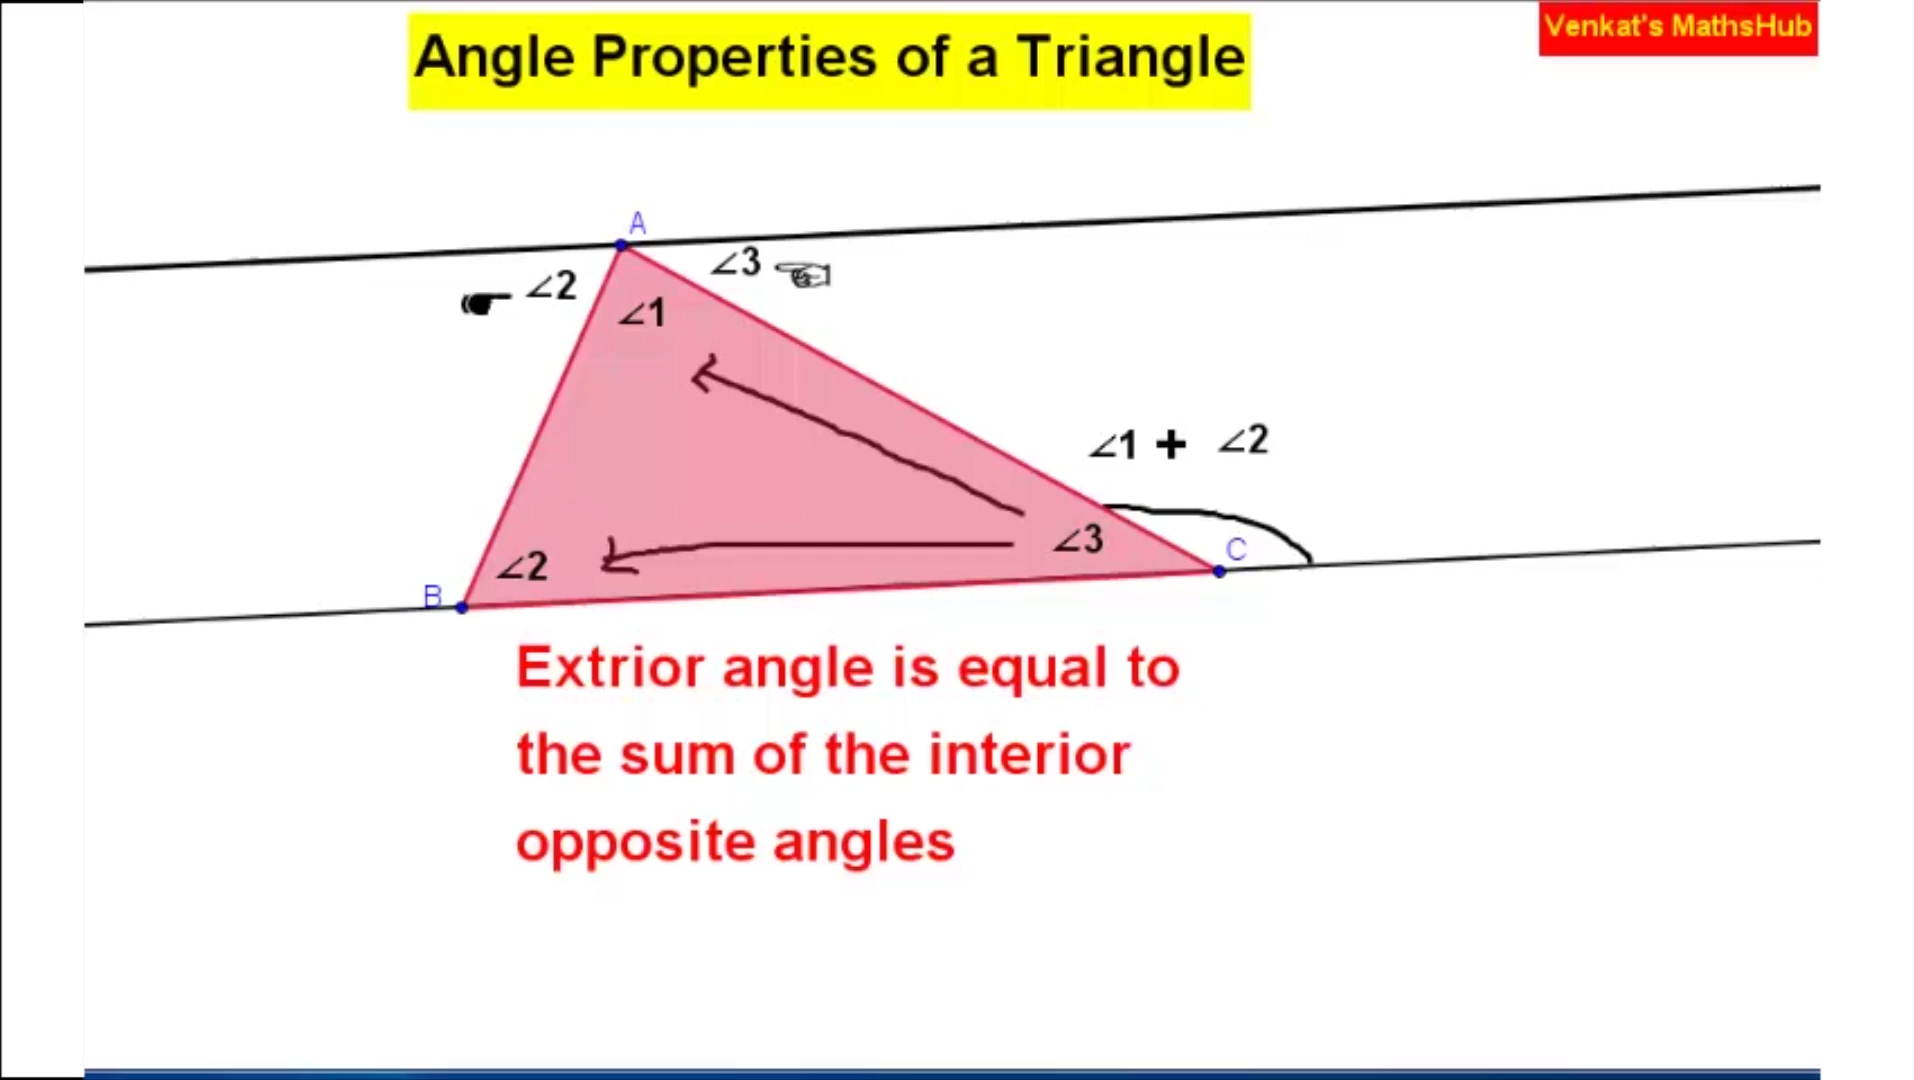 Angle Properties of a Triangle
Venkat's MathsHub
A
∠2
∠3
∠1
∠1 + ∠2
∠3
C
∠2
B
Extrior angle is equal to
the sum of the interior
opposite angles